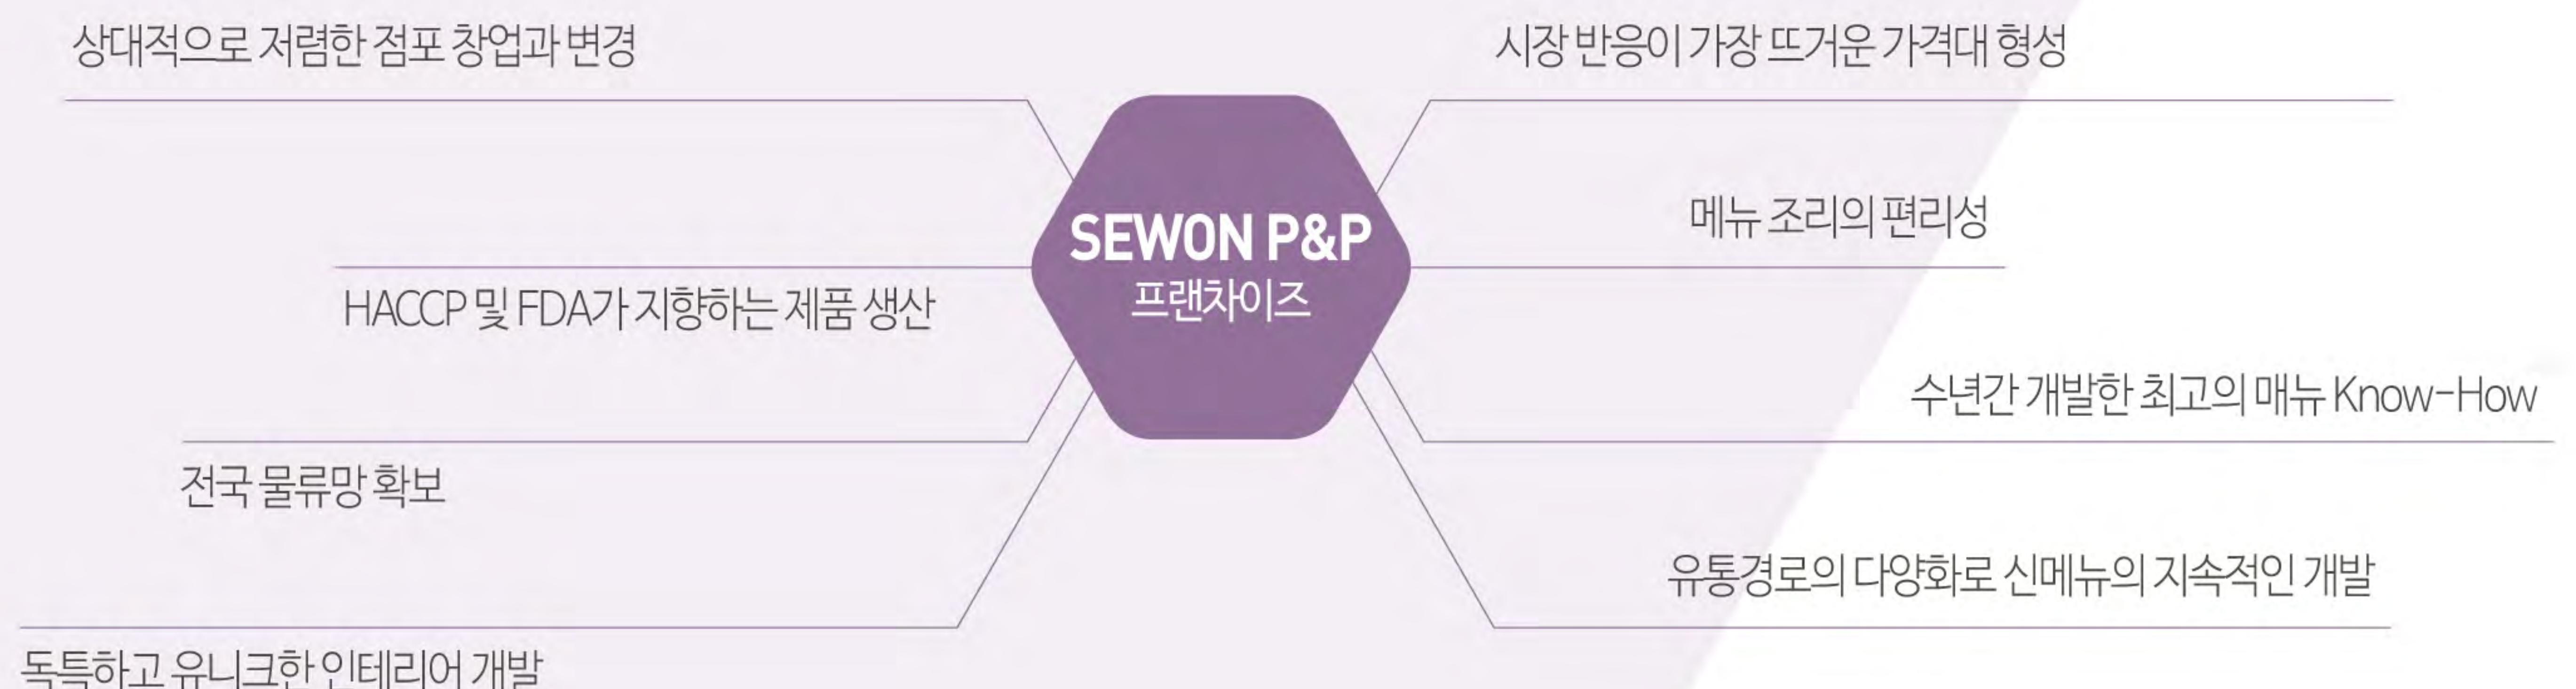 상대적으로 저렴한 점포 창업과 변경
시장 반응이 가장 뜨거운 가격대 형성
SEWON P&P
프랜차이즈
메뉴 조리의 편리성
HACCP 및 FDA가 지향하는 제품 생산
수년간 개발한 최고의 매뉴 Know-How
전국 물류망 확보
유통경로의 다양화로 신메뉴의 지속적인 개발
독특하고 유니크한 인테리어 개발